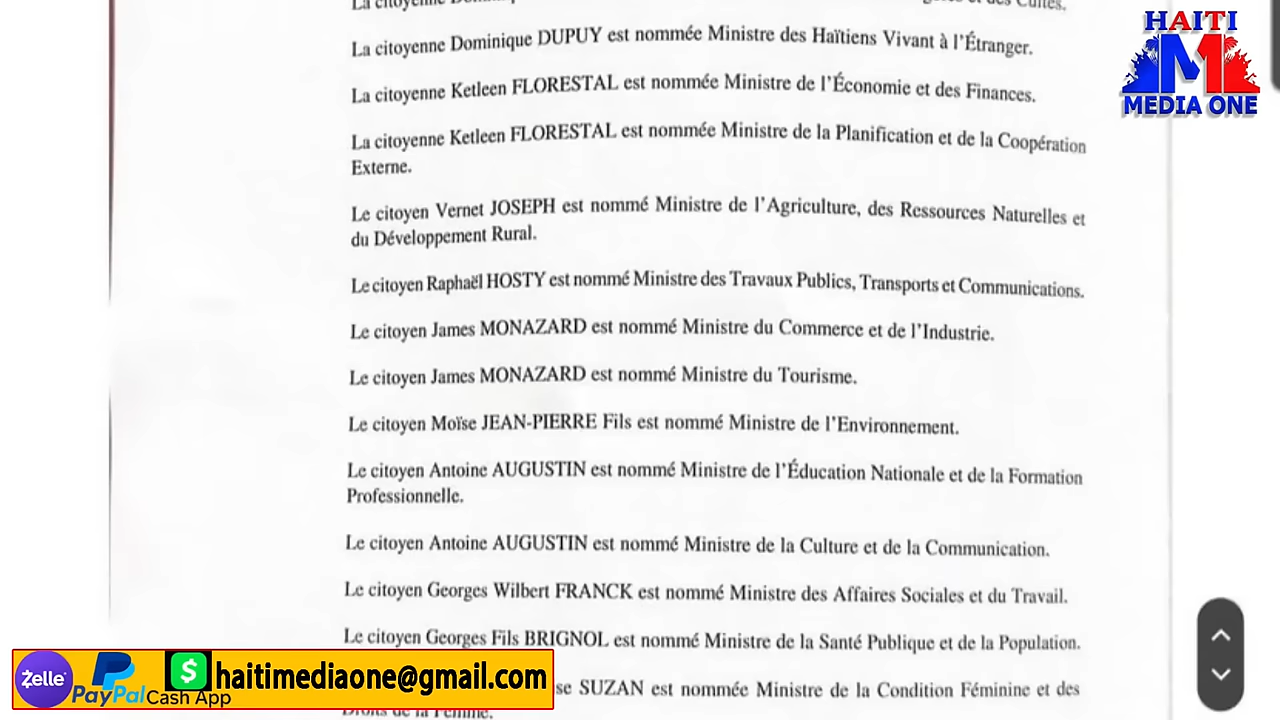 La citoyenne
La citoyenne Dominique DUPUY est nommée Ministre des Haïtiens Vivant à l'Étranger.
La citoyenne Ketleen FLORESTAL est nommée Ministre de l'Économie et des Finances.
La citoyenne Ketleen FLORESTAL est nommée Ministre de la Planification et de la Coopération
Externe.
Le citoyen Vernet JOSEPH est nommé Ministre de l'Agriculture, des Ressources Naturelles et
du Développement Rural.
Le citoyen Raphaël HOSTY est nommé Ministre des Travaux Publics, Transports et Communications.
Le citoyen James MONAZARD est nommé Ministre du Commerce et de l'Industrie.
Le citoyen James MONAZARD est nommé Ministre du Tourisme.
Le citoyen Moïse JEAN-PIERRE Fils est nommé Ministre de l'Environnement.
Le citoyen Antoine AUGUSTIN est nommé Ministre de l'Éducation Nationale et de la Formation
Professionnelle.
Le citoyen Antoine AUGUSTIN est nommé Ministre de la Culture et de la Communication.
Le citoyen Georges Wilbert FRANCK est nommé Ministre des Affaires Sociales et du Travail.
Le citoyen Georges Fils BRIGNOL est nommé Ministre de la Santé Publique et de la Population.
se SUZAN est nommée Ministre de la Condition Féminine et des
Droits de la Femme.
HAITI
M
MEDIA ONE
Zelle
PayPal
$
Cash App
haitimediaone@gmail.com